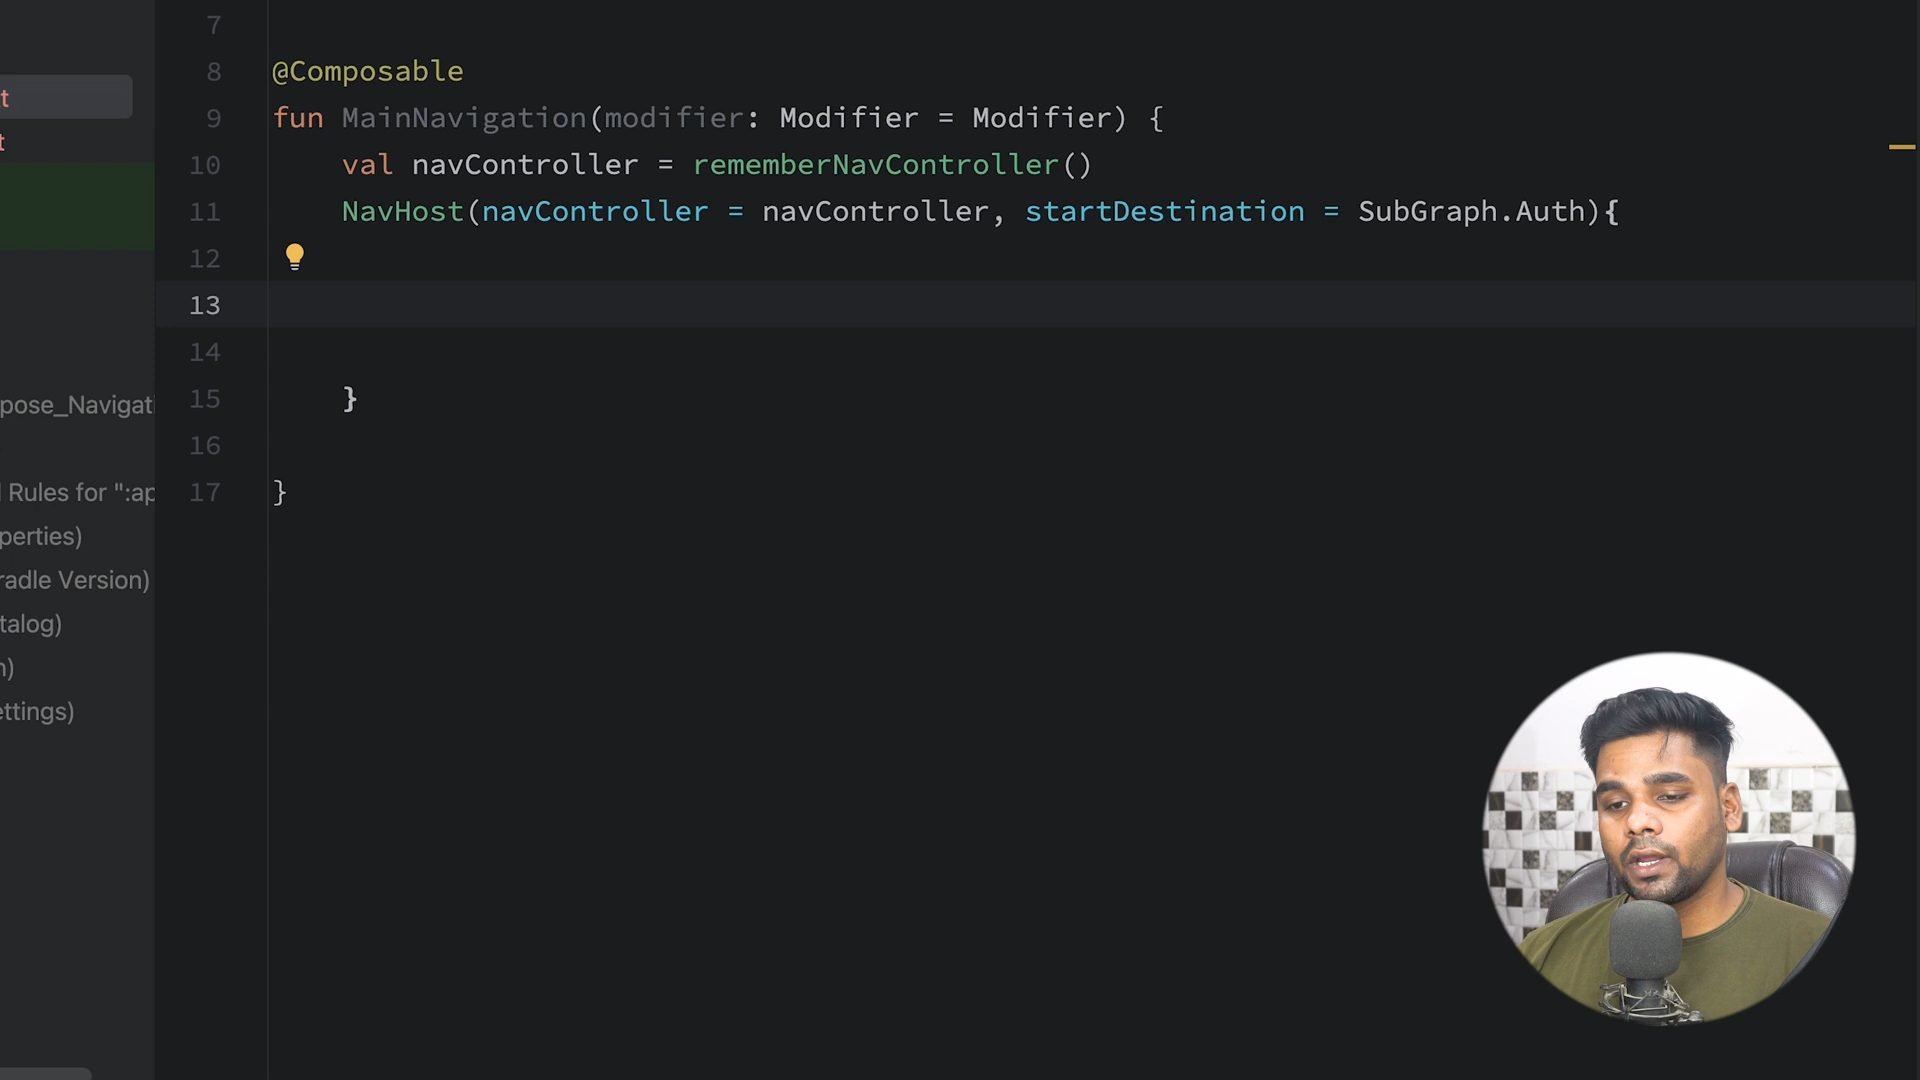 7
8 @Composable
9 fun MainNavigation(modifier: Modifier = Modifier) {
10 val navController = rememberNavController()
11 NavHost(navController = navController, startDestination = SubGraph.Auth){
12
13
14
15 }
16
17 }
t
t
pose_Navigati
Rules for ":ap
perties)
radle Version)
talog)
n)
ettings)